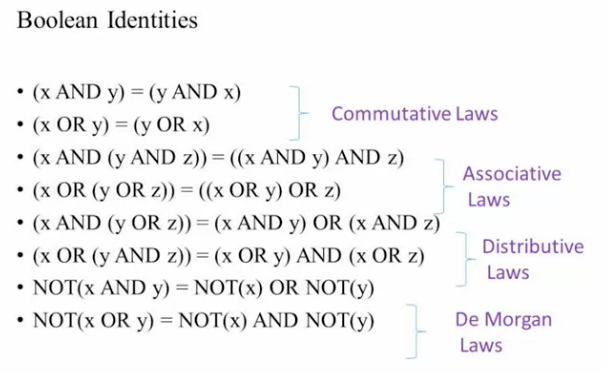 Boolean Identities
• (x AND y) = (y AND x)
• (x OR y) = (y OR x)
Commutative Laws
• (x AND (y AND z)) = ((x AND y) AND z)
• (x OR (y OR z)) = ((x OR y) OR z)
Associative
Laws
• (x AND (y OR z)) = (x AND y) OR (x AND z)
• (x OR (y AND z)) = (x OR y) AND (x OR z)
Distributive
Laws
• NOT(x AND y) = NOT(x) OR NOT(y)
• NOT(x OR y) = NOT(x) AND NOT(y)
De Morgan
Laws